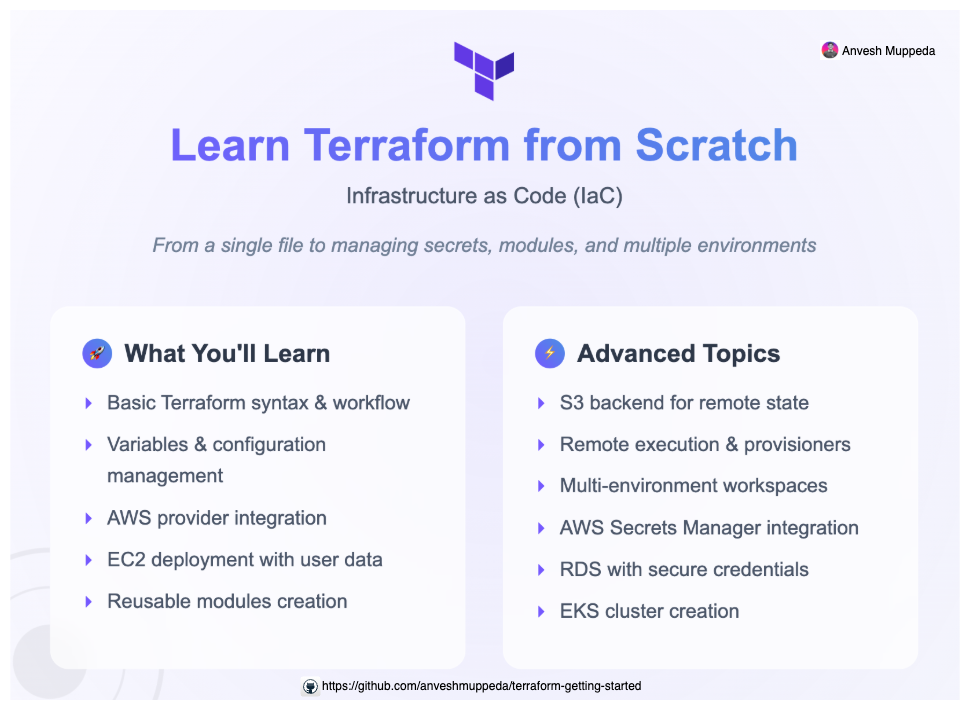 Anvesh Muppeda
Learn Terraform from Scratch
Infrastructure as Code (IaC)
From a single file to managing secrets, modules, and multiple environments
What You'll Learn
Basic Terraform syntax & workflow
Variables & configuration
management
AWS provider integration
EC2 deployment with user data
Reusable modules creation
Advanced Topics
S3 backend for remote state
Remote execution & provisioners
Multi-environment workspaces
AWS Secrets Manager integration
RDS with secure credentials
EKS cluster creation
https://github.com/anveshmuppeda/terraform-getting-started